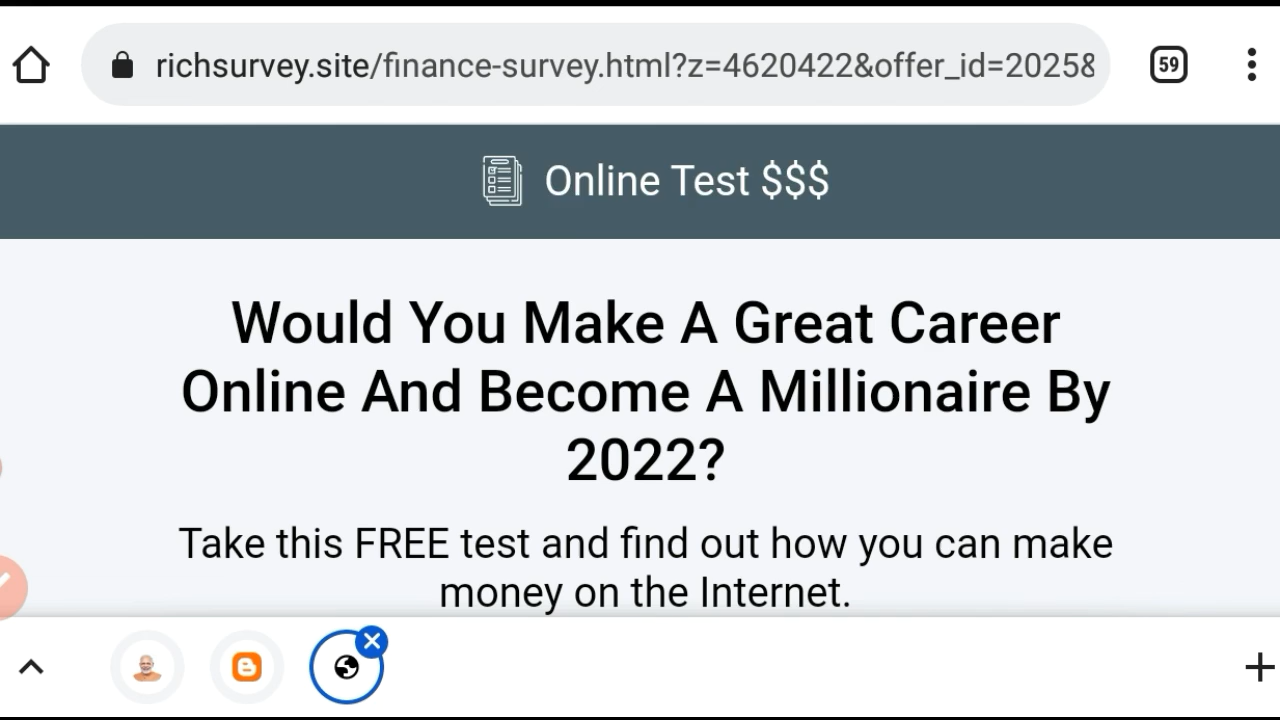 richsurvey.site/finance-survey.html?z=4620422&offer_id=2025&
59
Online Test $$$
Would You Make A Great Career
Online And Become A Millionaire By
2022?
Take this FREE test and find out how you can make
money on the Internet.